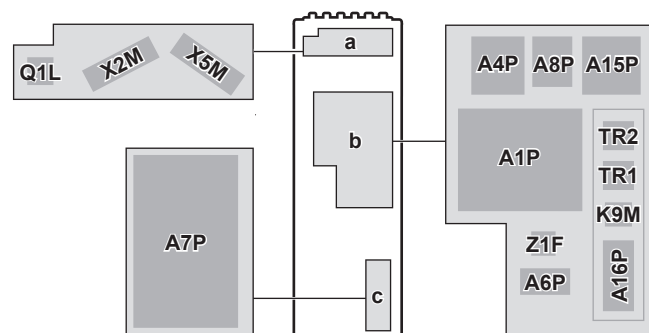 Q1L
X2M
X5M
a
b
c
A7P
A4P
A8P
A15P
A1P
TR2
TR1
K9M
Z1F
A6P
A16P